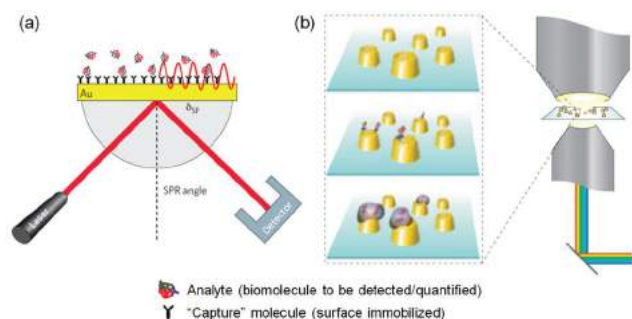 (a)
(b)
Au
δSP
SPR angle
Laser
Detector
Analyte (biomolecule to be detected/quantified)
"Capture" molecule (surface immobilized)